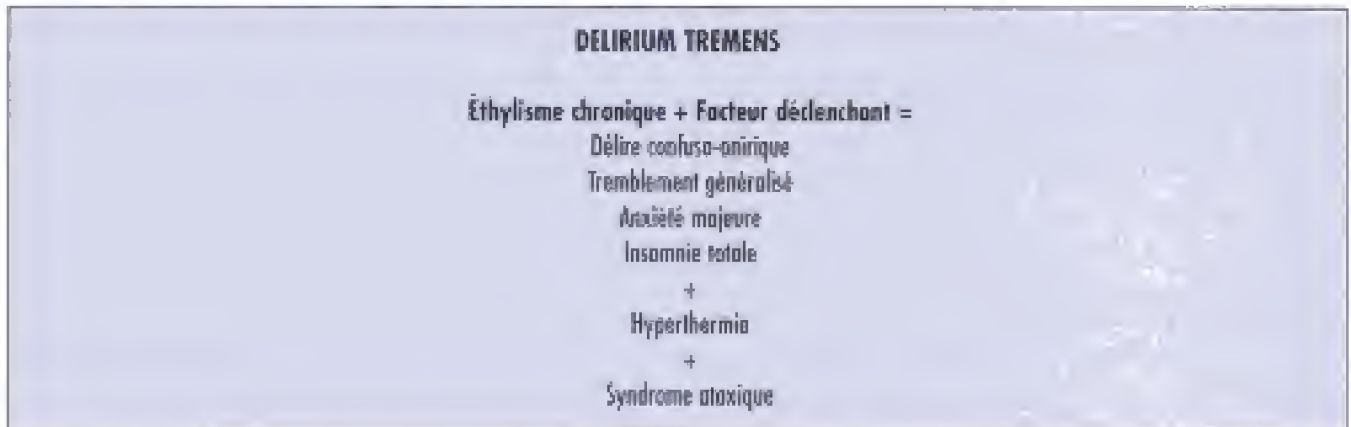 DELIRIUM TREMENS
Éthylisme chronique + Facteur déclenchant =
Délire confuso-onirique
Tremblement généralisé
Anxiété majeure
Insomnie totale
+
Hyperthermie
+
Syndrome ataxique